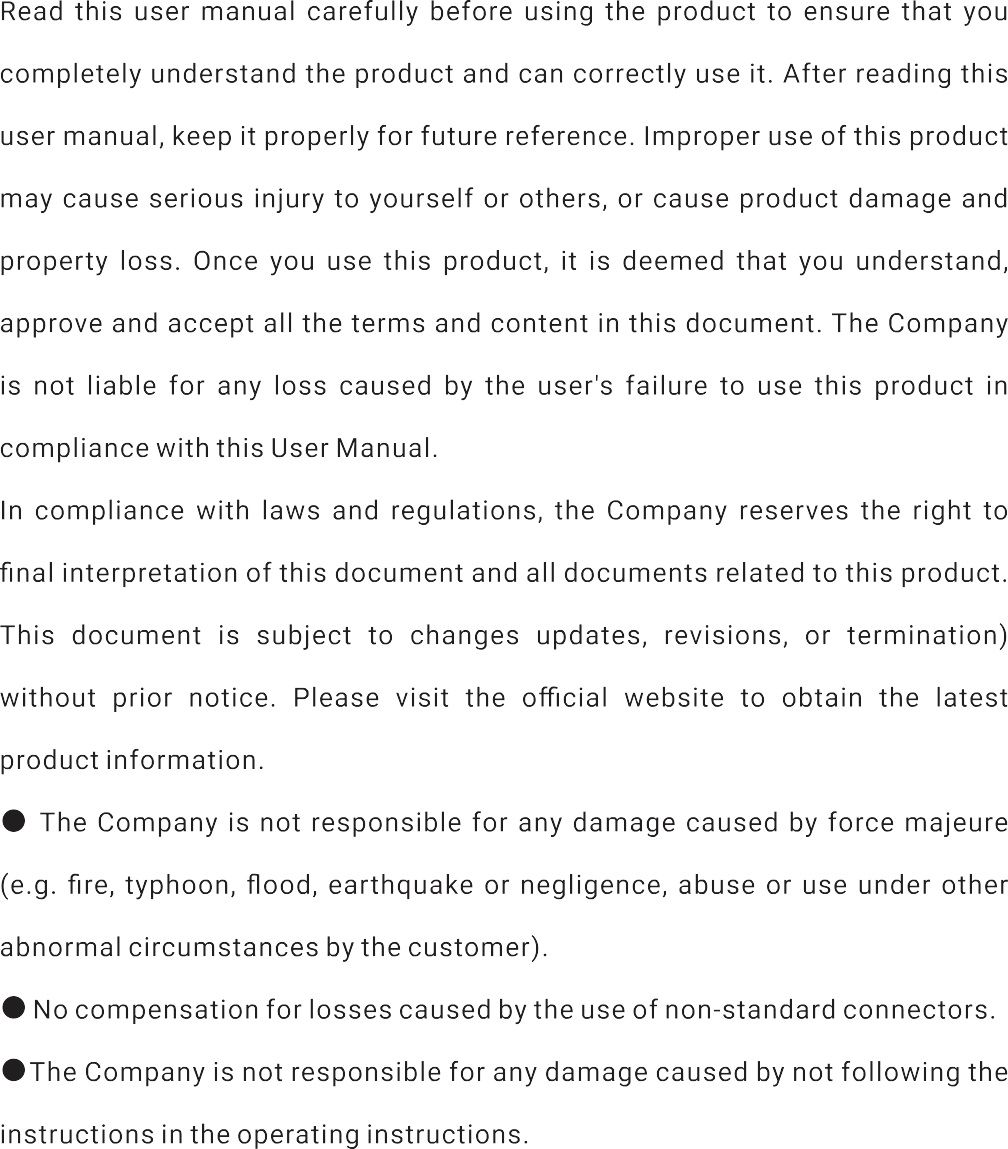 Read this user manual carefully before using the product to ensure that you
completely understand the product and can correctly use it. After reading this
user manual, keep it properly for future reference. Improper use of this product
may cause serious injury to yourself or others, or cause product damage and
property loss. Once you use this product, it is deemed that you understand,
approve and accept all the terms and content in this document. The Company
is not liable for any loss caused by the user's failure to use this product in
compliance with this User Manual.
In compliance with laws and regulations, the Company reserves the right to
final interpretation of this document and all documents related to this product.
This document is subject to changes updates, revisions, or termination)
without prior notice. Please visit the official website to obtain the latest
product information.
● The Company is not responsible for any damage caused by force majeure
(e.g. fire, typhoon, flood, earthquake or negligence, abuse or use under other
abnormal circumstances by the customer).
● No compensation for losses caused by the use of non-standard connectors.
●The Company is not responsible for any damage caused by not following the
instructions in the operating instructions.